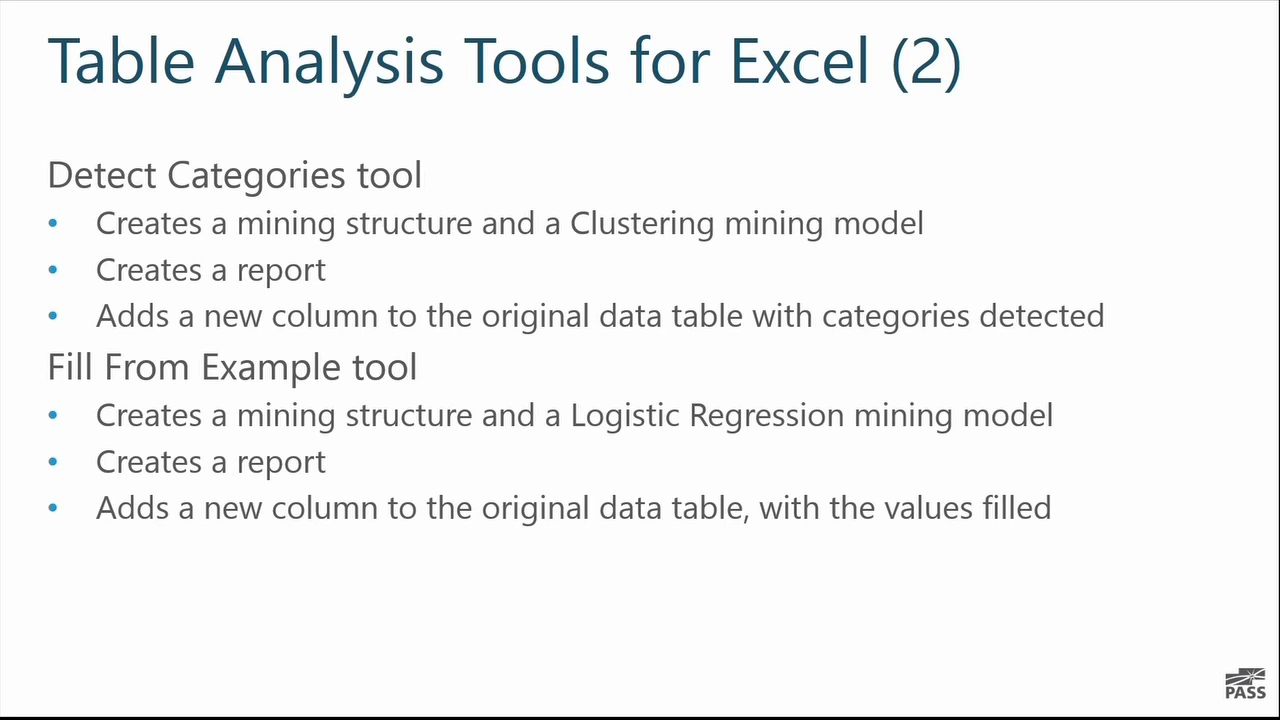 Table Analysis Tools for Excel (2)
Detect Categories tool
• Creates a mining structure and a Clustering mining model
• Creates a report
• Adds a new column to the original data table with categories detected
Fill From Example tool
• Creates a mining structure and a Logistic Regression mining model
• Creates a report
• Adds a new column to the original data table, with the values filled
PASS